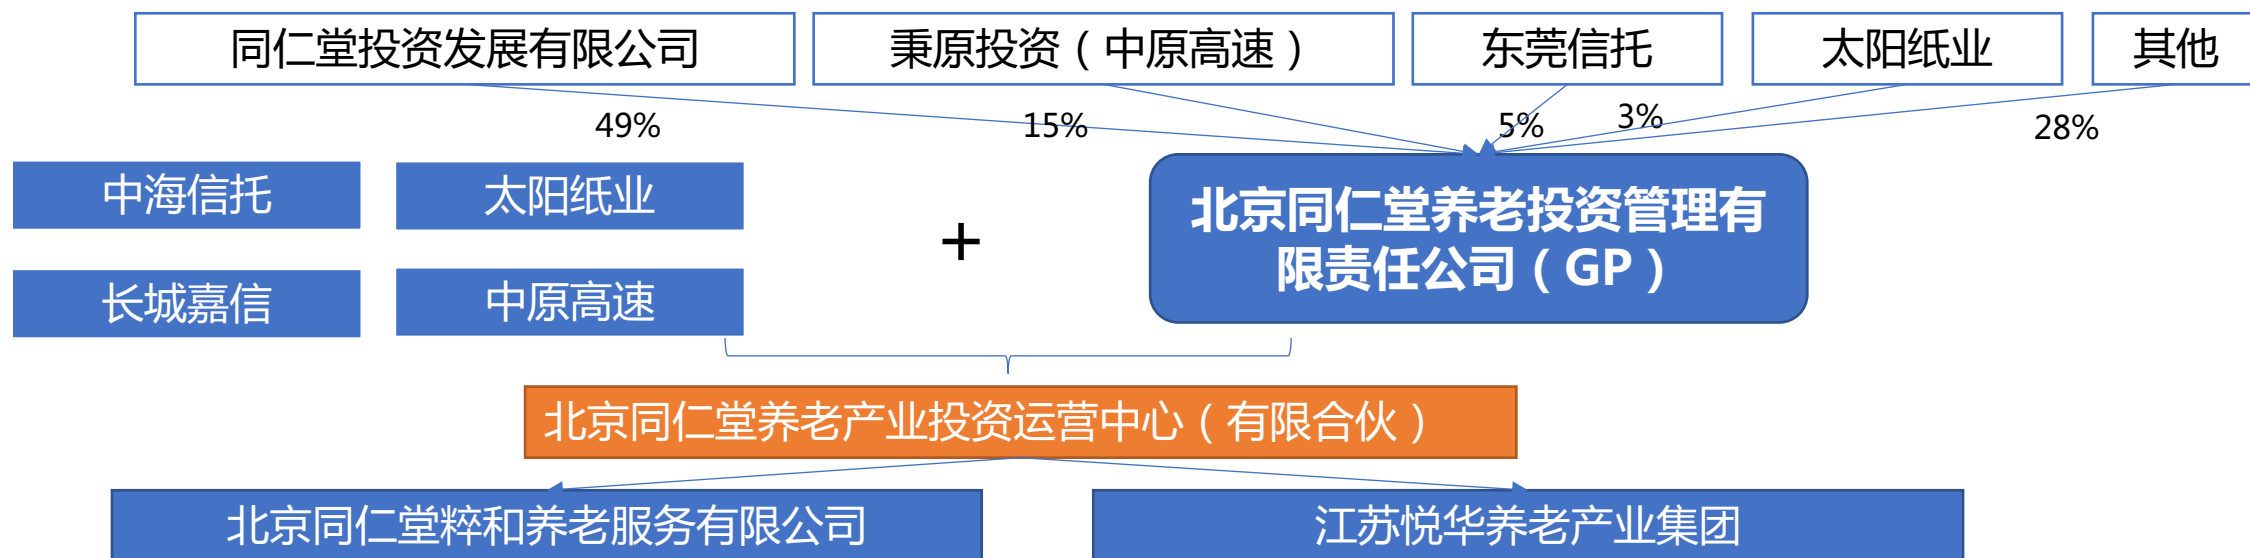 同仁堂投资发展有限公司
秉原投资（中原高速）
东莞信托
太阳纸业
其他
49%
15%
5%
3%
28%
中海信托
太阳纸业
长城嘉信
中原高速
+
北京同仁堂养老投资管理有
限责任公司（GP）
北京同仁堂养老产业投资运营中心（有限合伙）
北京同仁堂粹和养老服务有限公司
江苏悦华养老产业集团